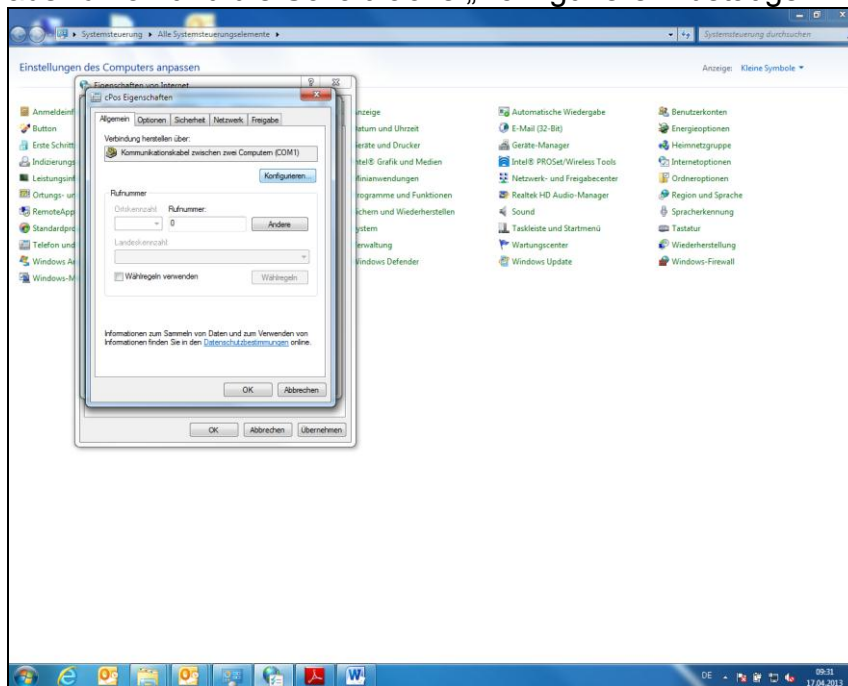 Systemsteuerung ▸ Alle Systemsteuerungselemente ▸
Systemsteuerung durchsuchen
Einstellungen des Computers anpassen
Anzeige: Kleine Symbole
Eigenschaften von Internet
cPos Eigenschaften
Allgemein Optionen Sicherheit Netzwerk Freigabe
Verbindung herstellen über:
Kommunikationskabel zwischen zwei Computern (COM1)
Konfigurieren...
Rufnummer
Ortskennzahl Rufnummer:
0
Andere
Landeskennzahl
Wählregeln verwenden
Wählregeln
Informationen zum Sammeln von Daten und zum Verwenden von
Informationen finden Sie in den Datenschutzbestimmungen online.
OK Abbrechen
OK Abbrechen Übernehmen
Button
Erste Schritt
Indizierungs
Leistungsinf
Ortungs- un
RemoteApp
Standardpro
Telefon und
Windows-M
nzeige
atum und Uhrzeit
eräte und Drucker
ntel® Grafik und Medien
inianwendungen
rogramme und Funktionen
ichern und Wiederherstellen
ystem
erwaltung
Windows Defender
Automatische Wiedergabe
E-Mail (32-Bit)
Geräte-Manager
Intel® PROSet/Wireless Tools
Netzwerk- und Freigabecenter
Realtek HD Audio-Manager
Sound
Taskleiste und Startmenü
Wartungscenter
Windows Update
Benutzerkonten
Energieoptionen
Heimnetzgruppe
Internetoptionen
Ordneroptionen
Region und Sprache
Spracherkennung
Tastatur
Wiederherstellung
Windows-Firewall
DE
09:31
17.04.2013